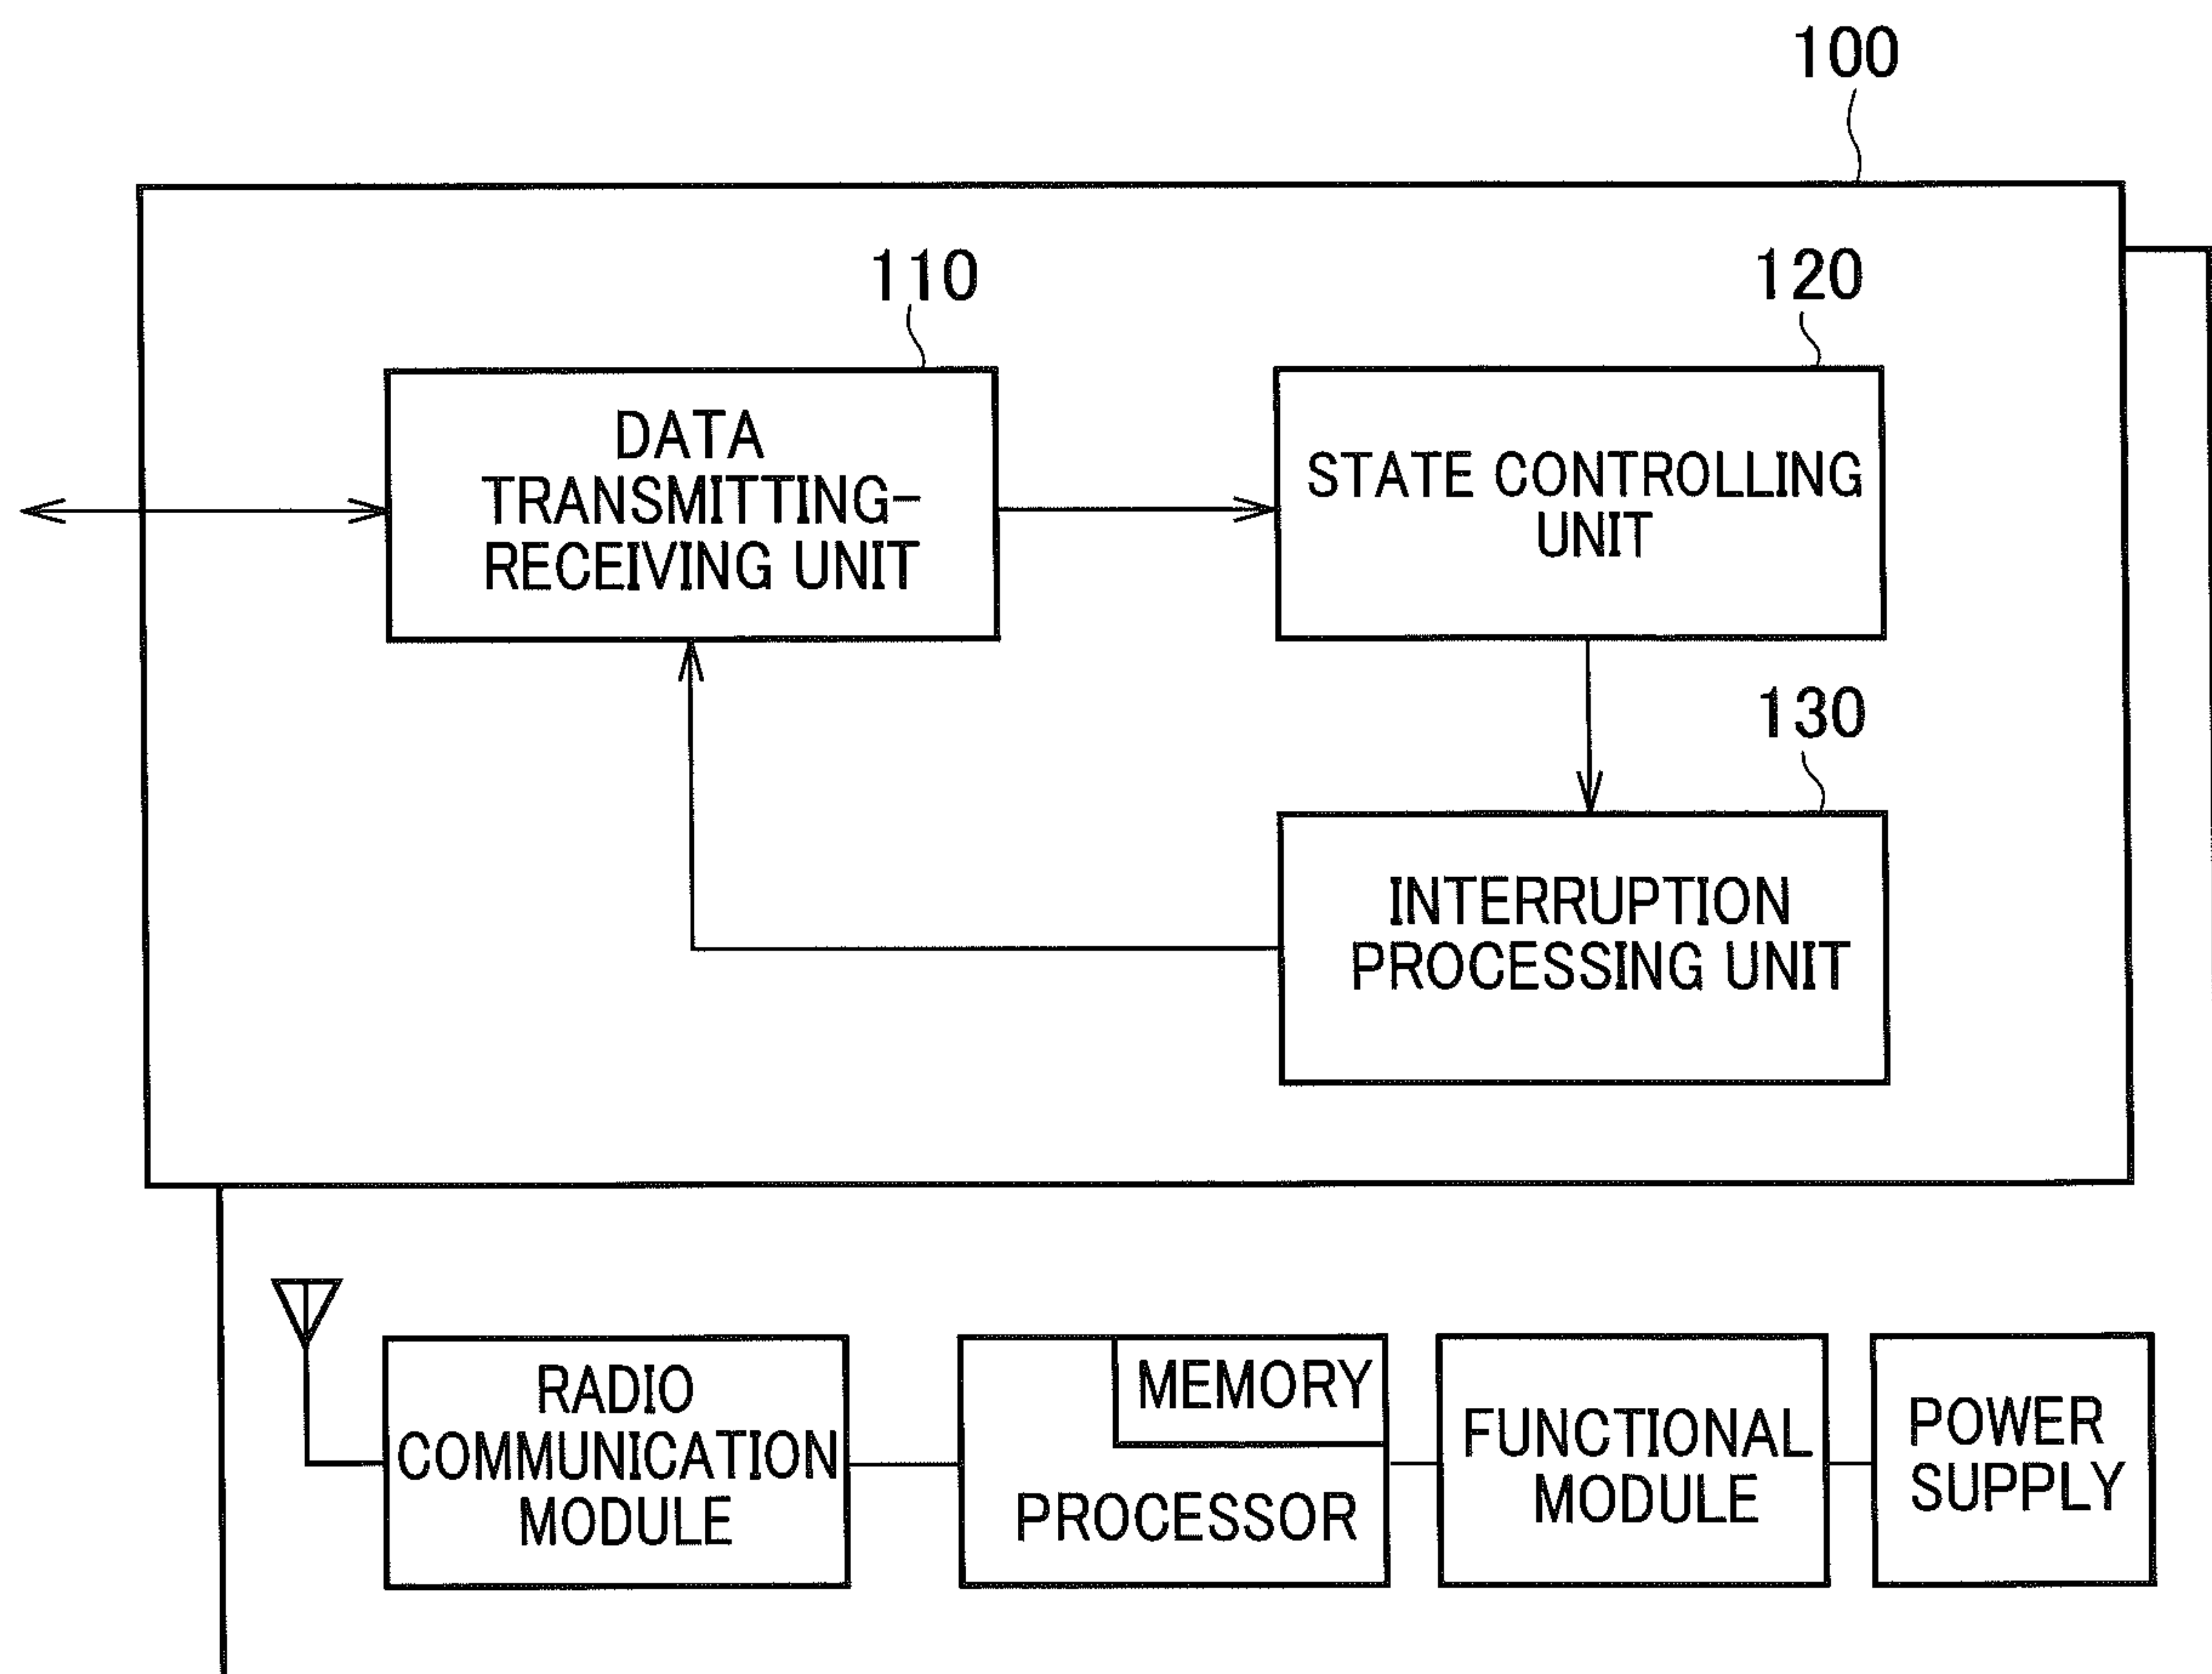 100
110
120
DATA
TRANSMITTING-
RECEIVING UNIT
STATE CONTROLLING
UNIT
130
INTERRUPTION
PROCESSING UNIT
RADIO
COMMUNICATION
MODULE
MEMORY
PROCESSOR
FUNCTIONAL
MODULE
POWER
SUPPLY